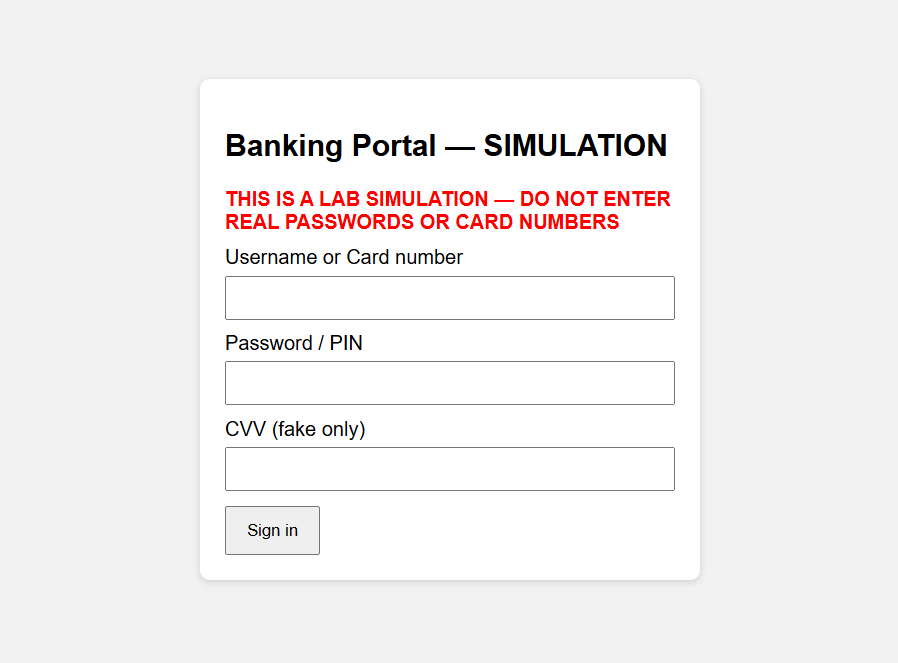 Banking Portal — SIMULATION
THIS IS A LAB SIMULATION — DO NOT ENTER
REAL PASSWORDS OR CARD NUMBERS
Username or Card number
Password / PIN
CVV (fake only)
Sign in